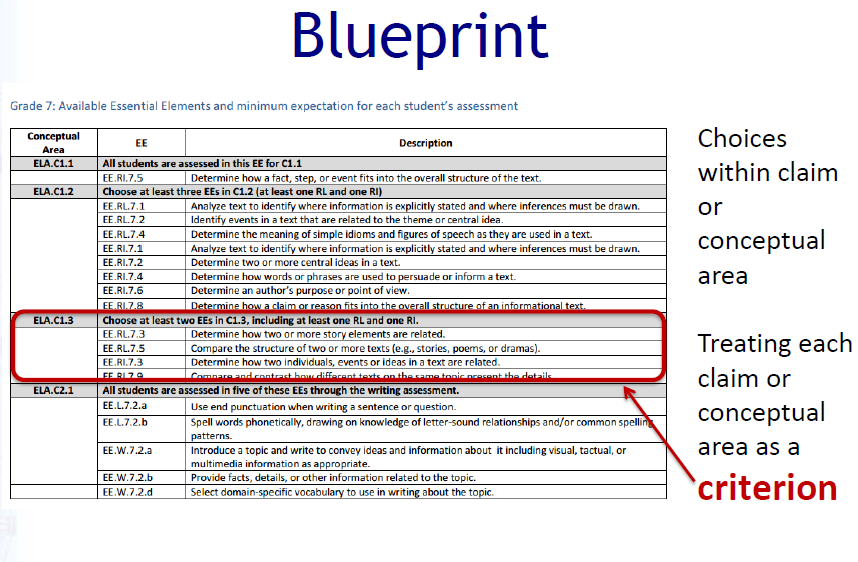 Blueprint
Grade 7: Available Essential Elements and minimum expectation for each student's assessment
Conceptual Area EE Description
ELA.C1.1 All students are assessed in this EE for C1.1
EE.RI.7.5 Determine how a fact, step, or event fits into the overall structure of the text.
ELA.C1.2 Choose at least three EEs in C1.2 (at least one RL and one RI)
EE.RL.7.1 Analyze text to identify where information is explicitly stated and where inferences must be drawn.
EE.RL.7.2 Identify events in a text that are related to the theme or central idea.
EE.RL.7.4 Determine the meaning of simple idioms and figures of speech as they are used in a text.
EE.RI.7.1 Analyze text to identify where information is explicitly stated and where inferences must be drawn.
EE.RI.7.2 Determine two or more central ideas in a text.
EE.RI.7.4 Determine how words or phrases are used to persuade or inform a text.
EE.RI.7.6 Determine an author's purpose or point of view.
EE.RI.7.8 Determine how a claim or reason fits into the overall structure of an informational text.
ELA.C1.3 Choose at least two EEs in C1.3, including at least one RL and one RI.
EE.RL.7.3 Determine how two or more story elements are related.
EE.RL.7.5 Compare the structure of two or more texts (e.g., stories, poems, or dramas).
EE.RI.7.3 Determine how two individuals, events or ideas in a text are related.
EE.RI.7.9 Compare and contrast how different texts on the same topic present the details.
ELA.C2.1 All students are assessed in five of these EEs through the writing assessment.
EE.L.7.2.a Use end punctuation when writing a sentence or question.
EE.L.7.2.b Spell words phonetically, drawing on knowledge of letter-sound relationships and/or common spelling
patterns.
EE.W.7.2.a Introduce a topic and write to convey ideas and information about it including visual, tactual, or
multimedia information as appropriate.
EE.W.7.2.b Provide facts, details, or other information related to the topic.
EE.W.7.2.d Select domain-specific vocabulary to use in writing about the topic.
Choices
within claim
or
conceptual
area
Treating each
claim or
conceptual
area as a
criterion